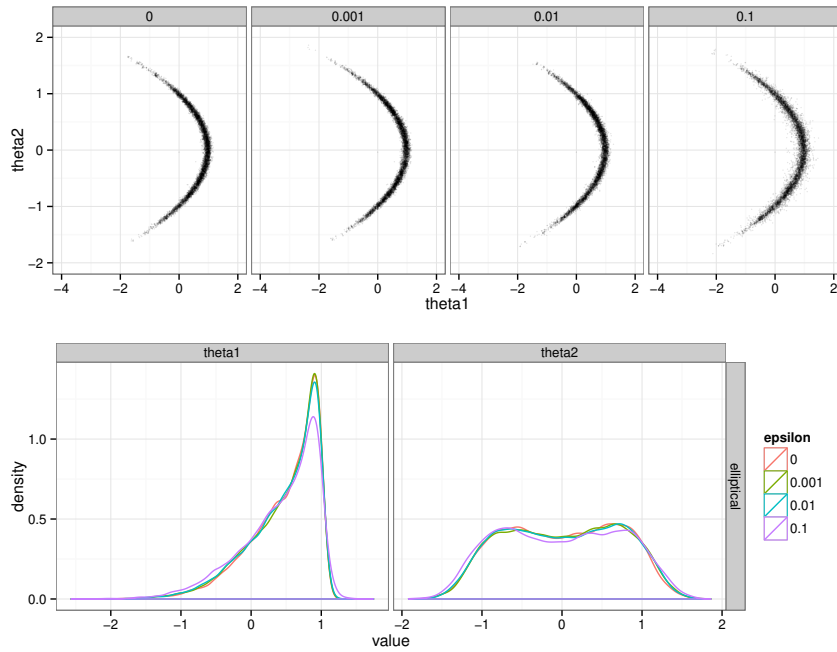 0 0.001 0.01 0.1
theta2
2
1
0
−1
−2
−4 −2 0 2 −4 −2 0 2 −4 −2 0 2 −4 −2 0 2
theta1
theta1 theta2
density
1.0
0.5
0.0
elliptical
epsilon
0
0.001
0.01
0.1
−2 −1 0 1 −2 −1 0 1 2
value